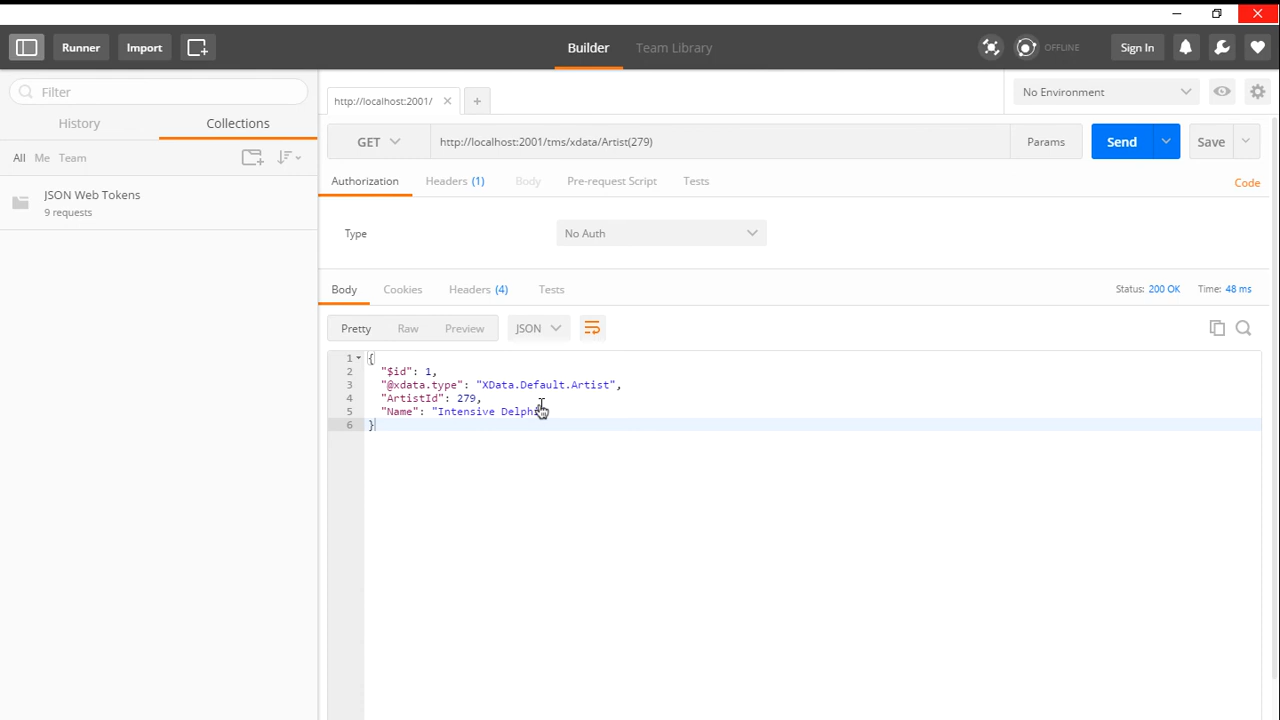 Runner
Import
Builder
Team Library
OFFLINE
Sign In
Filter
History
Collections
All Me Team
JSON Web Tokens
9 requests
http://localhost:2001/
No Environment
GET
http://localhost:2001/tms/xdata/Artist(279)
Params
Send
Save
Authorization
Headers (1)
Body
Pre-request Script
Tests
Code
Type
No Auth
Body
Cookies
Headers (4)
Tests
Status: 200 OK
Time: 48 ms
Pretty
Raw
Preview
JSON
1 {
2 "$id": 1,
3 "@xdata.type": "XData.Default.Artist",
4 "ArtistId": 279,
5 "Name": "Intensive Delphi
6 }